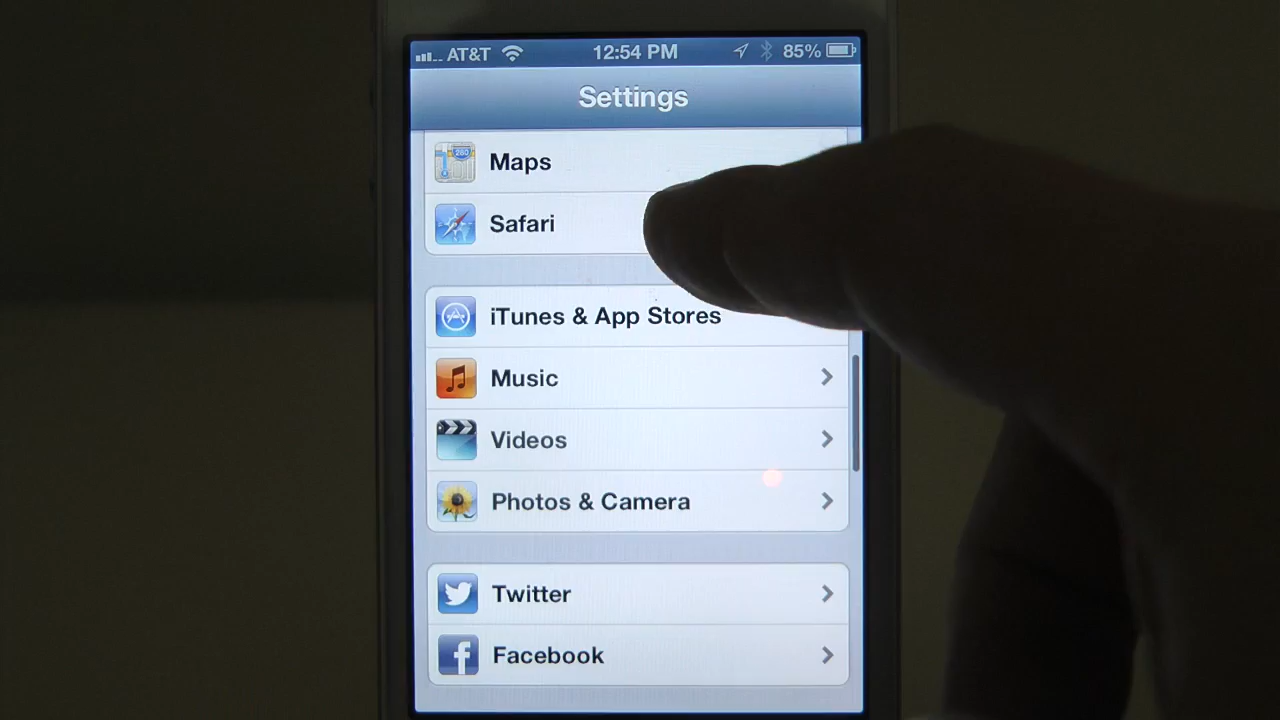 AT&T 12:54 PM 85%
Settings
Maps
Safari
iTunes & App Stores
Music
Videos
Photos & Camera
Twitter
Facebook